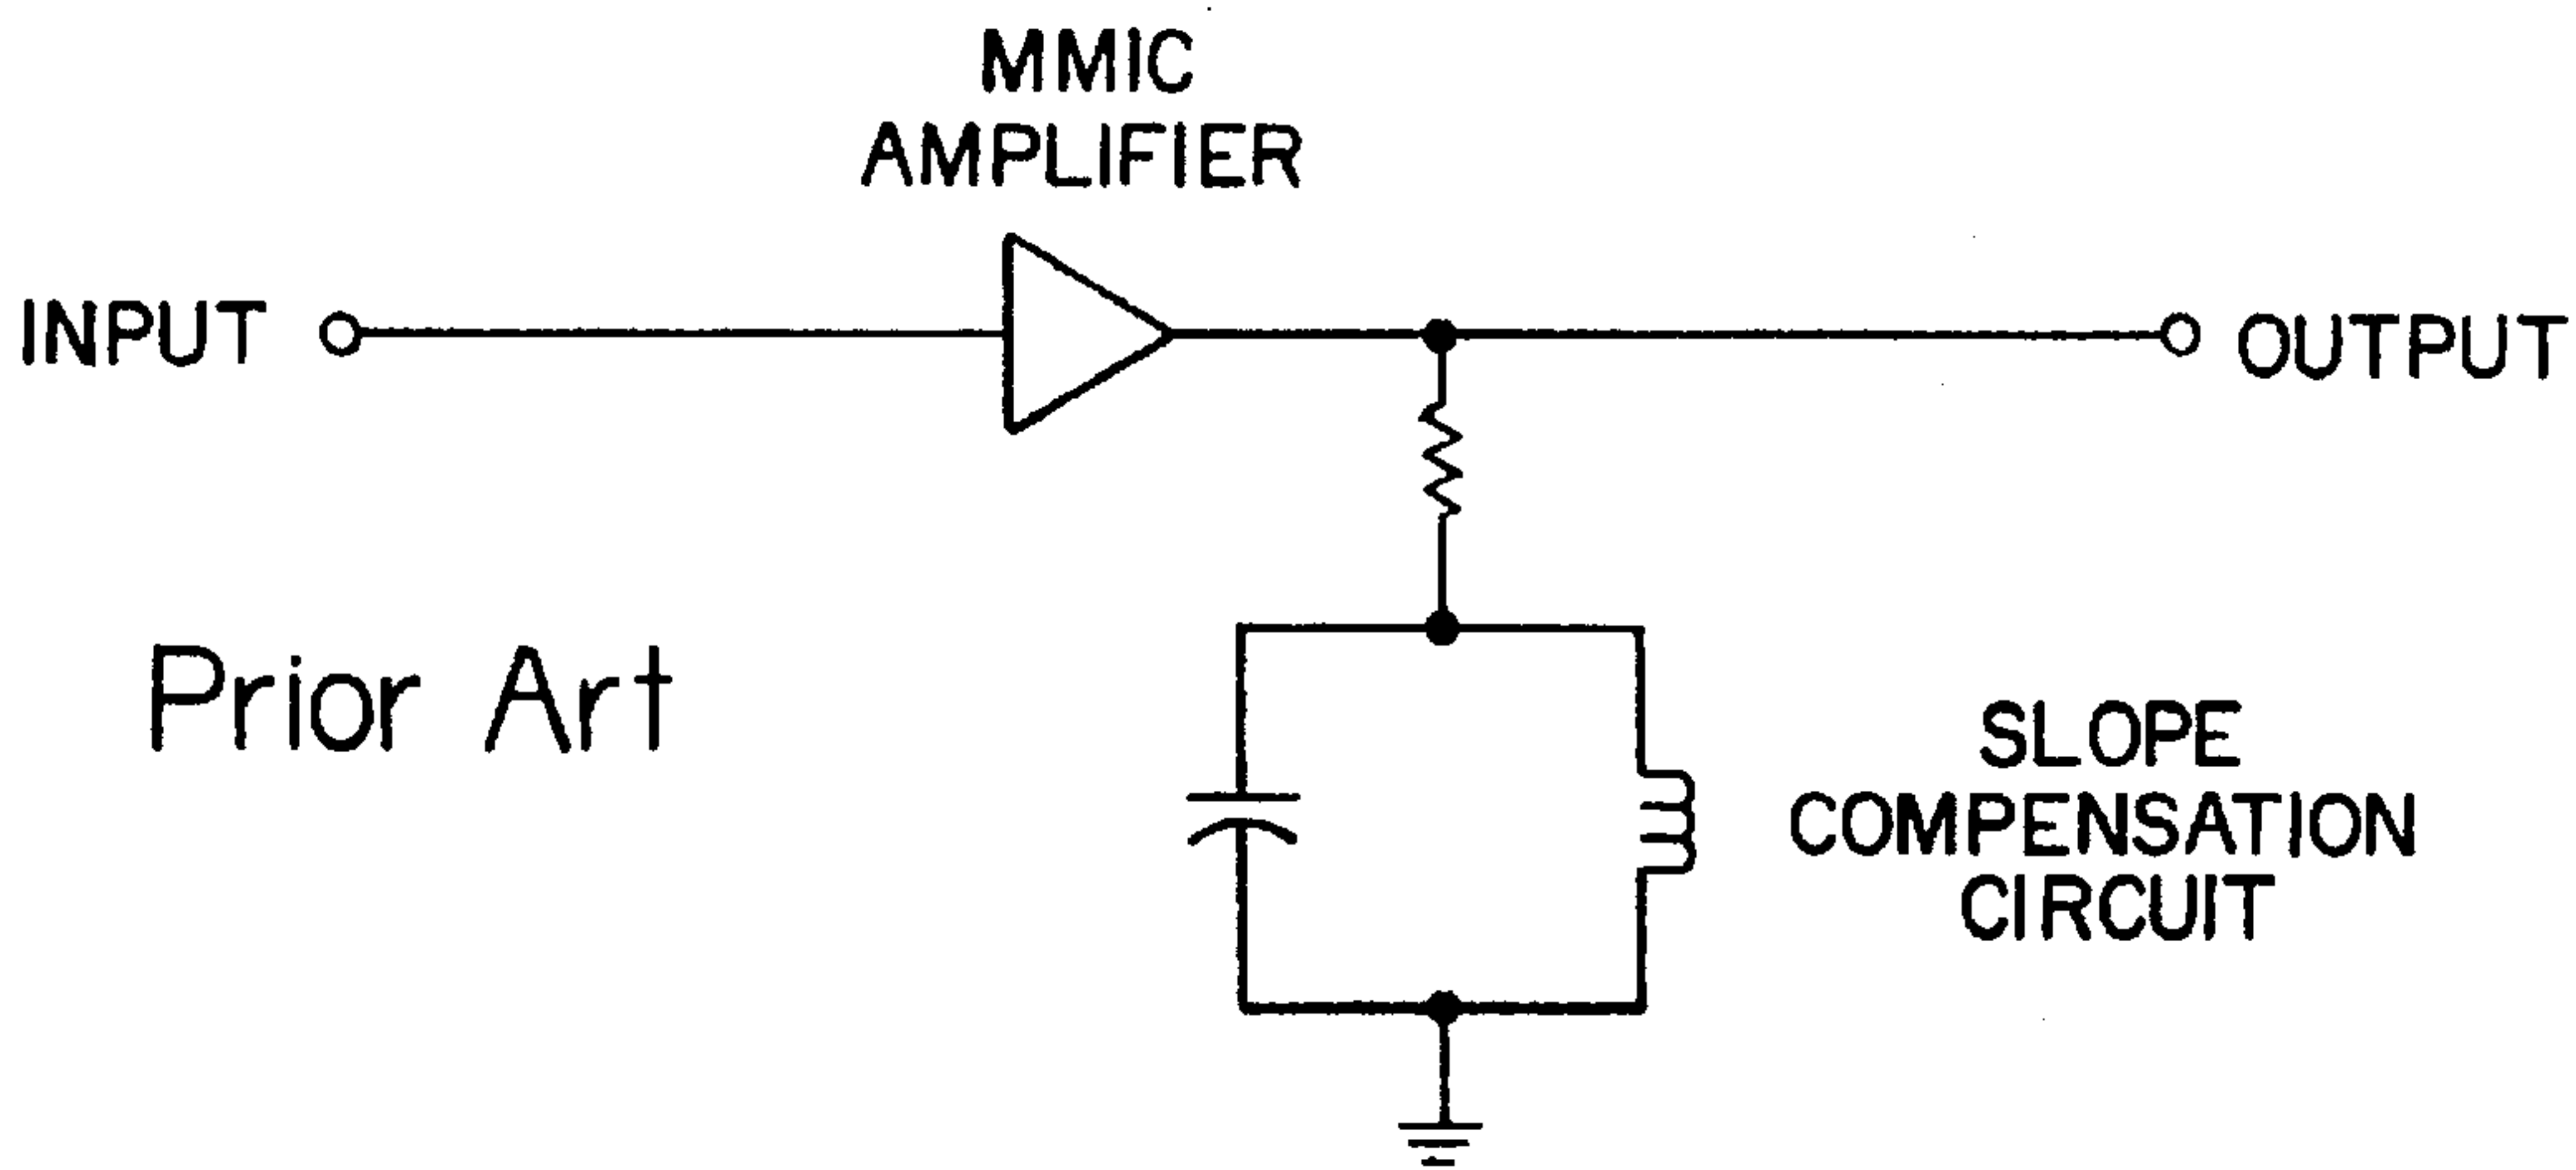 MMIC
AMPLIFIER
INPUT
OUTPUT
Prior Art
SLOPE
COMPENSATION
CIRCUIT